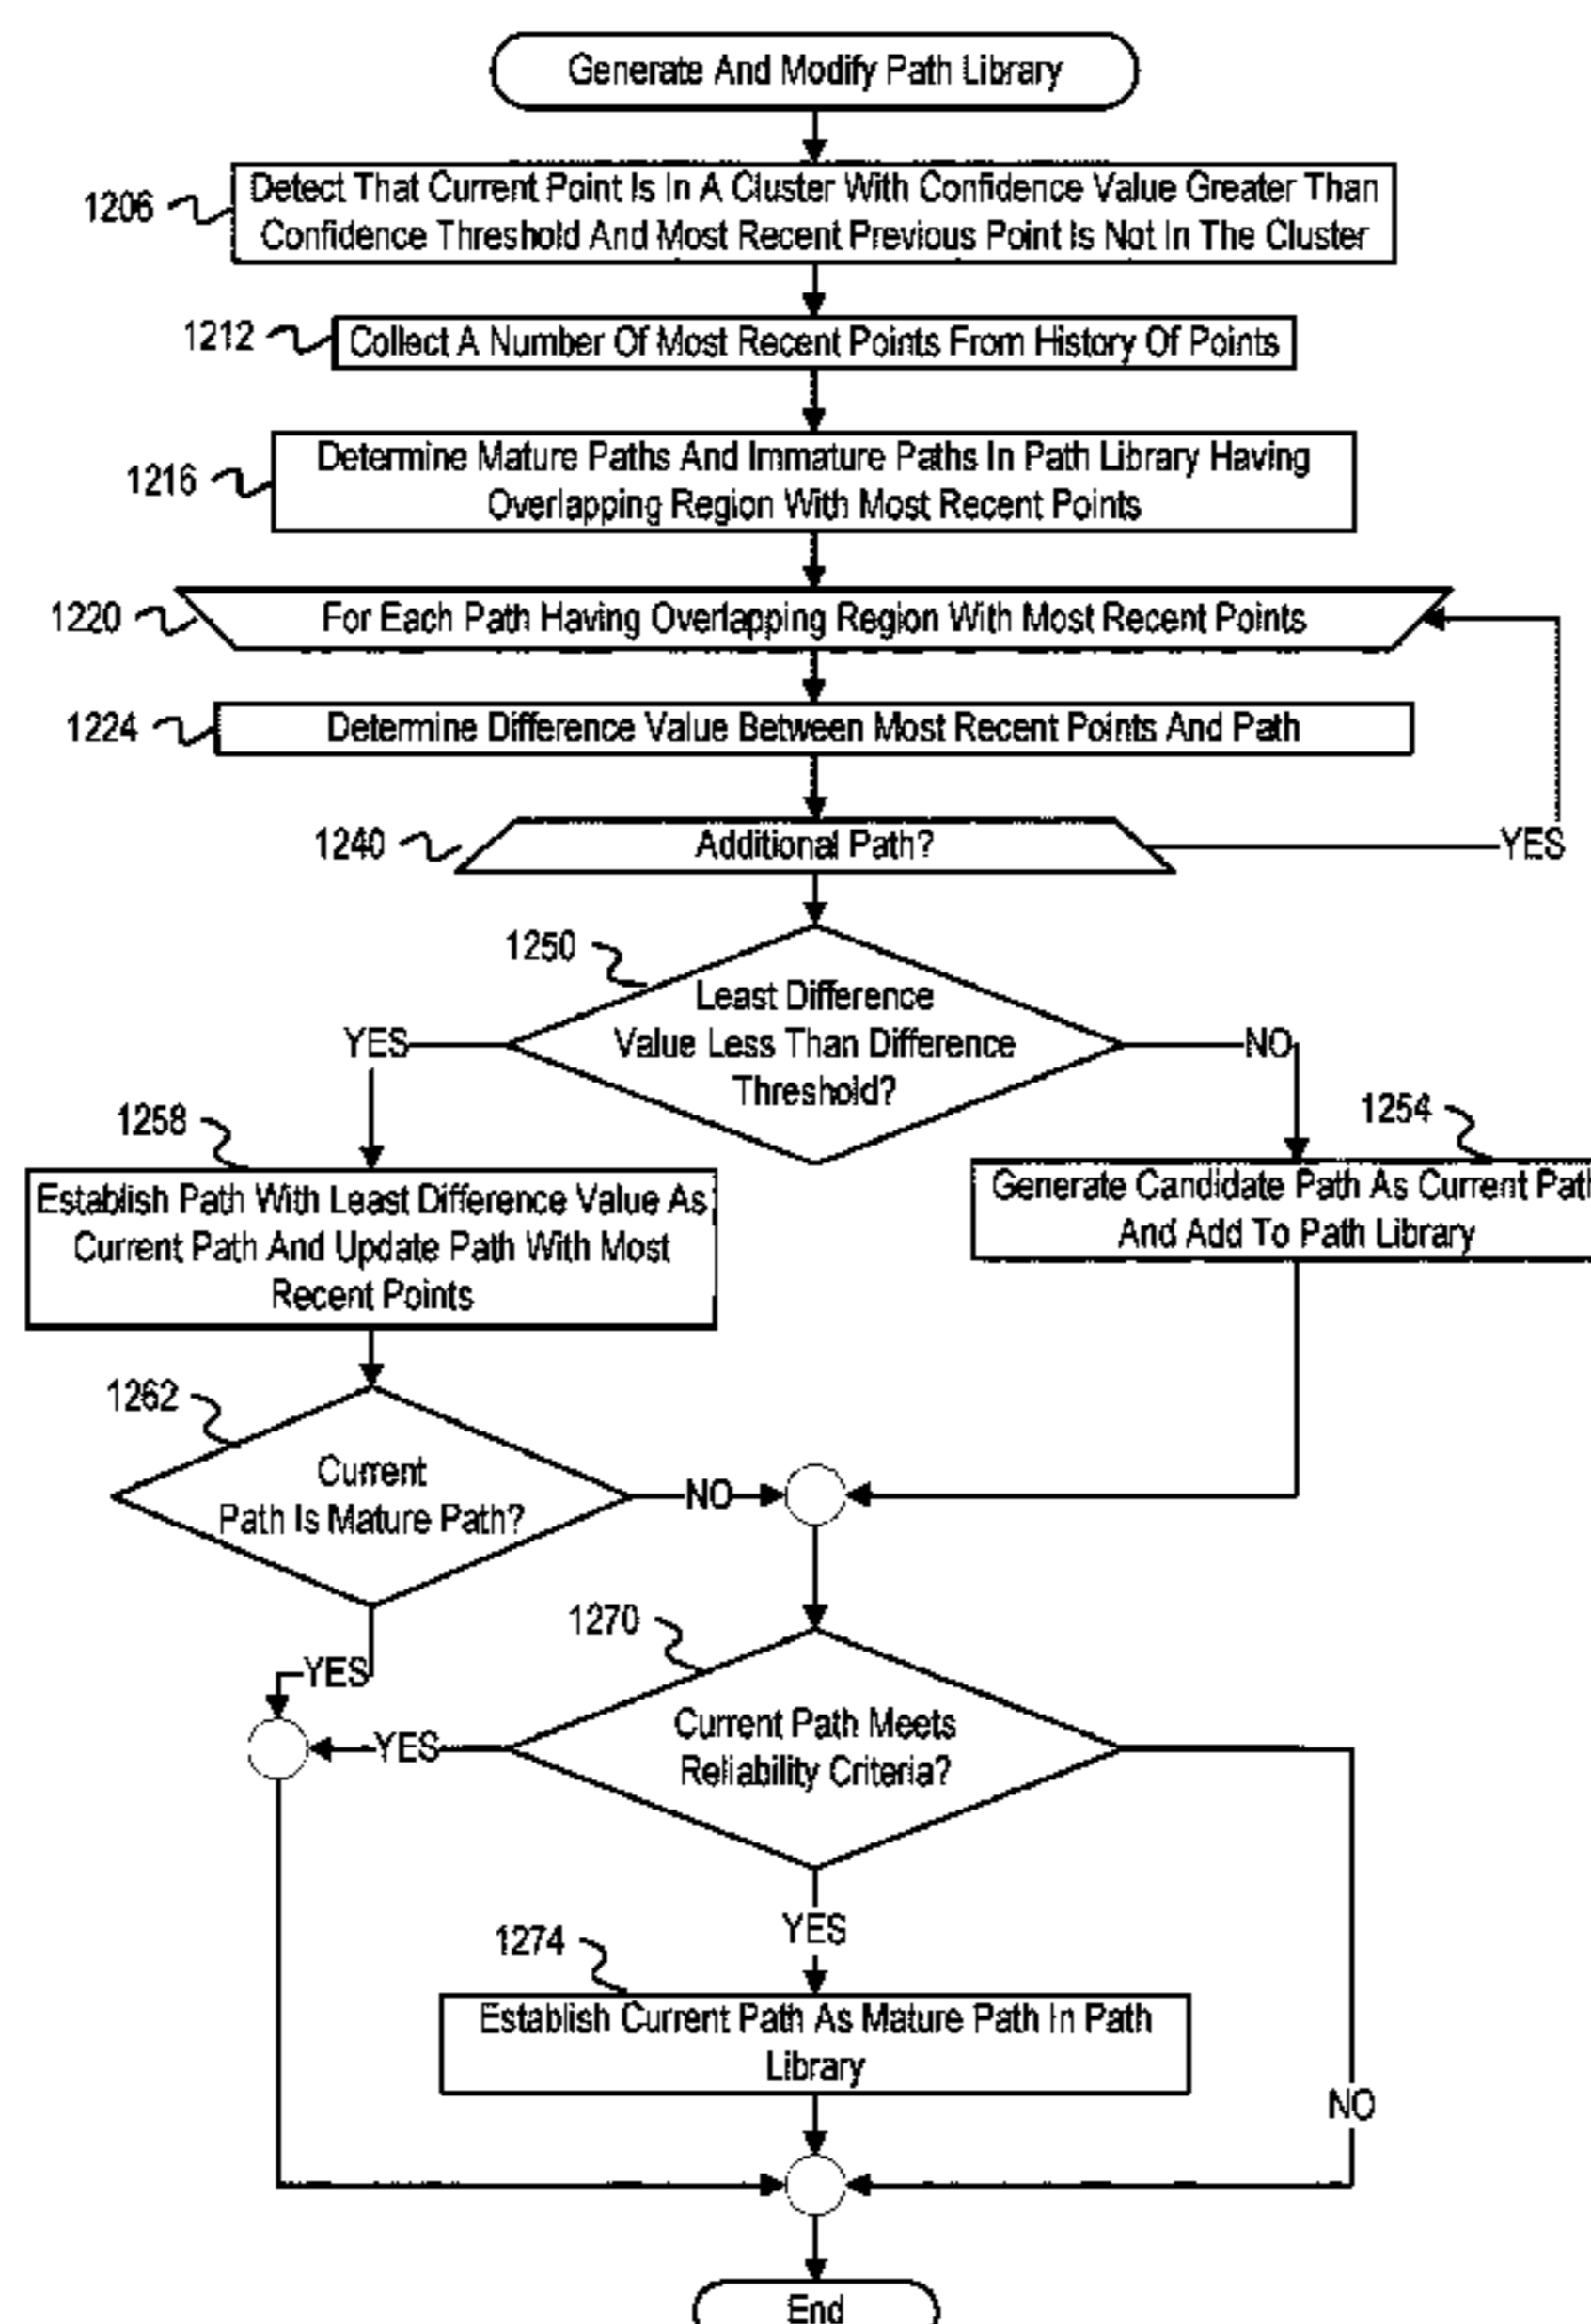 Generate And Modify Path Library
1206
Detect That Current Point Is In A Cluster With Confidence Value Greater Than
Confidence Threshold And Most Recent Previous Point Is Not In The Cluster
1212
Collect A Number Of Most Recent Points From History Of Points
1216
Determine Mature Paths And Immature Paths In Path Library Having
Overlapping Region With Most Recent Points
1220
For Each Path Having Overlapping Region With Most Recent Points
1224
Determine Difference Value Between Most Recent Points And Path
1240
Additional Path?
YES
1250
Least Difference
Value Less Than Difference
Threshold?
YES
NO
1258
Establish Path With Least Difference Value As
Current Path And Update Path With Most
Recent Points
1254
Generate Candidate Path As Current Path
And Add To Path Library
1262
Current
Path Is Mature Path?
NO
YES
1270
Current Path Meets
Reliability Criteria?
YES
YES
NO
1274
Establish Current Path As Mature Path In Path
Library
End